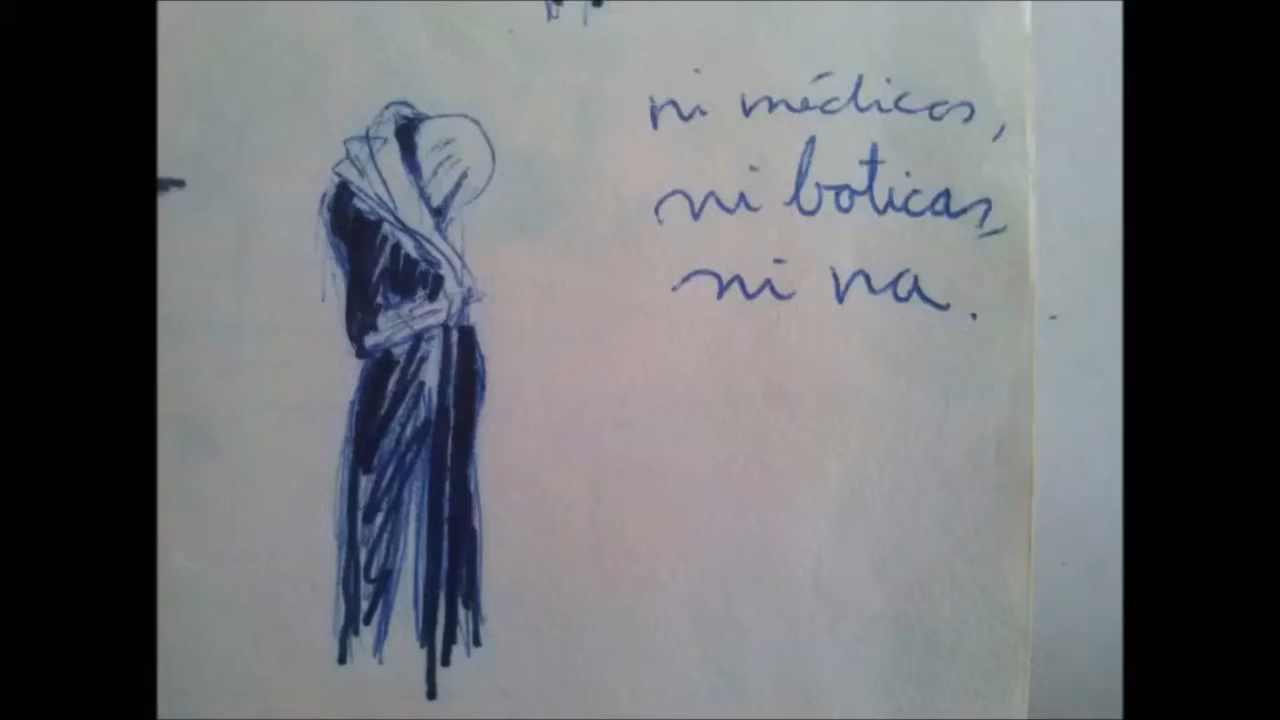 ni médicos,
ni boticas,
ni na.